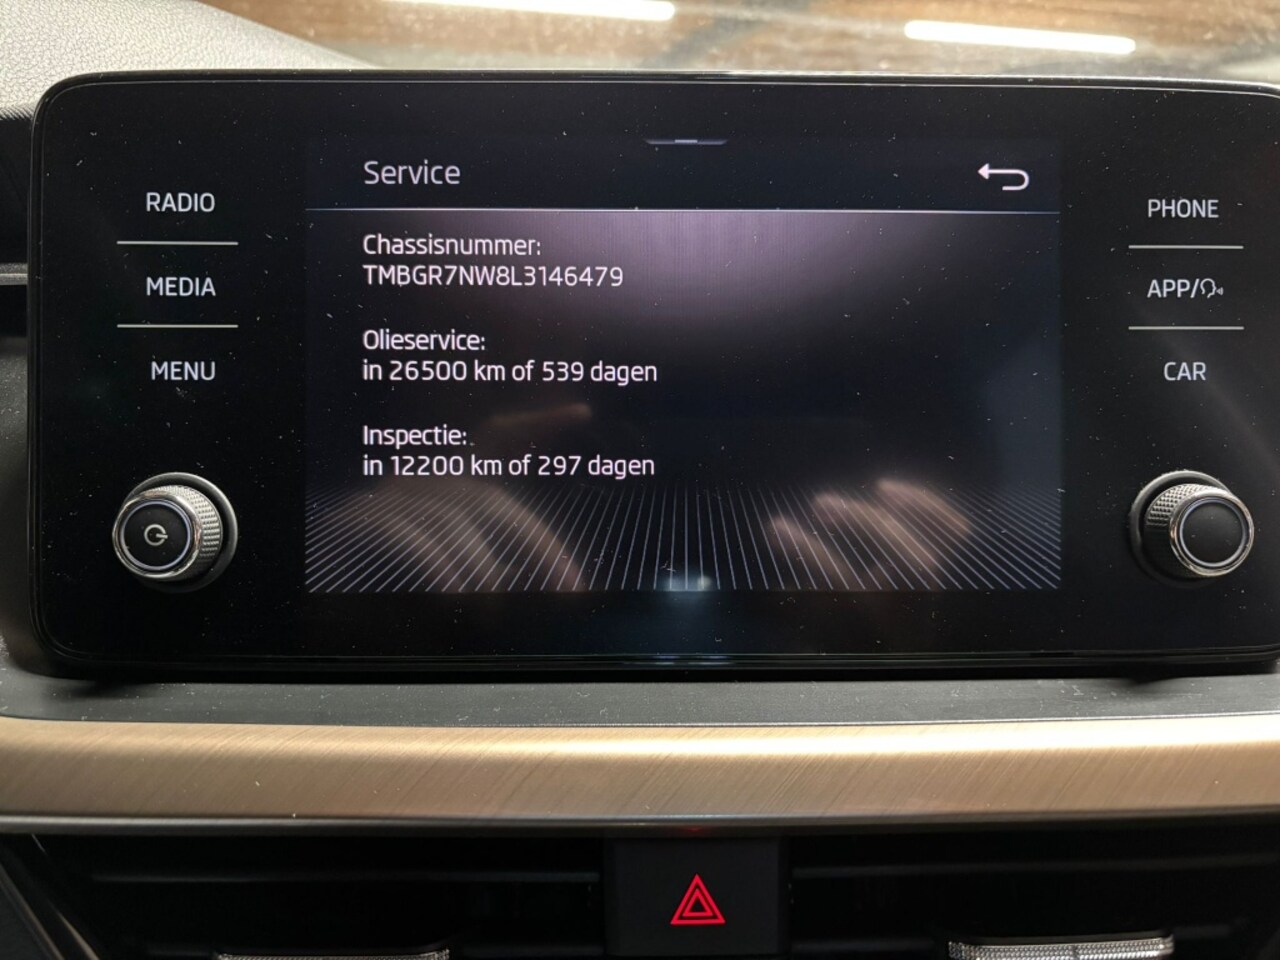 Service
RADIO
MEDIA
MENU
Chassisnummer:
TMBGR7NW8L3146479
Olieservice:
in 26500 km of 539 dagen
Inspectie:
in 12200 km of 297 dagen
PHONE
APP/
CAR